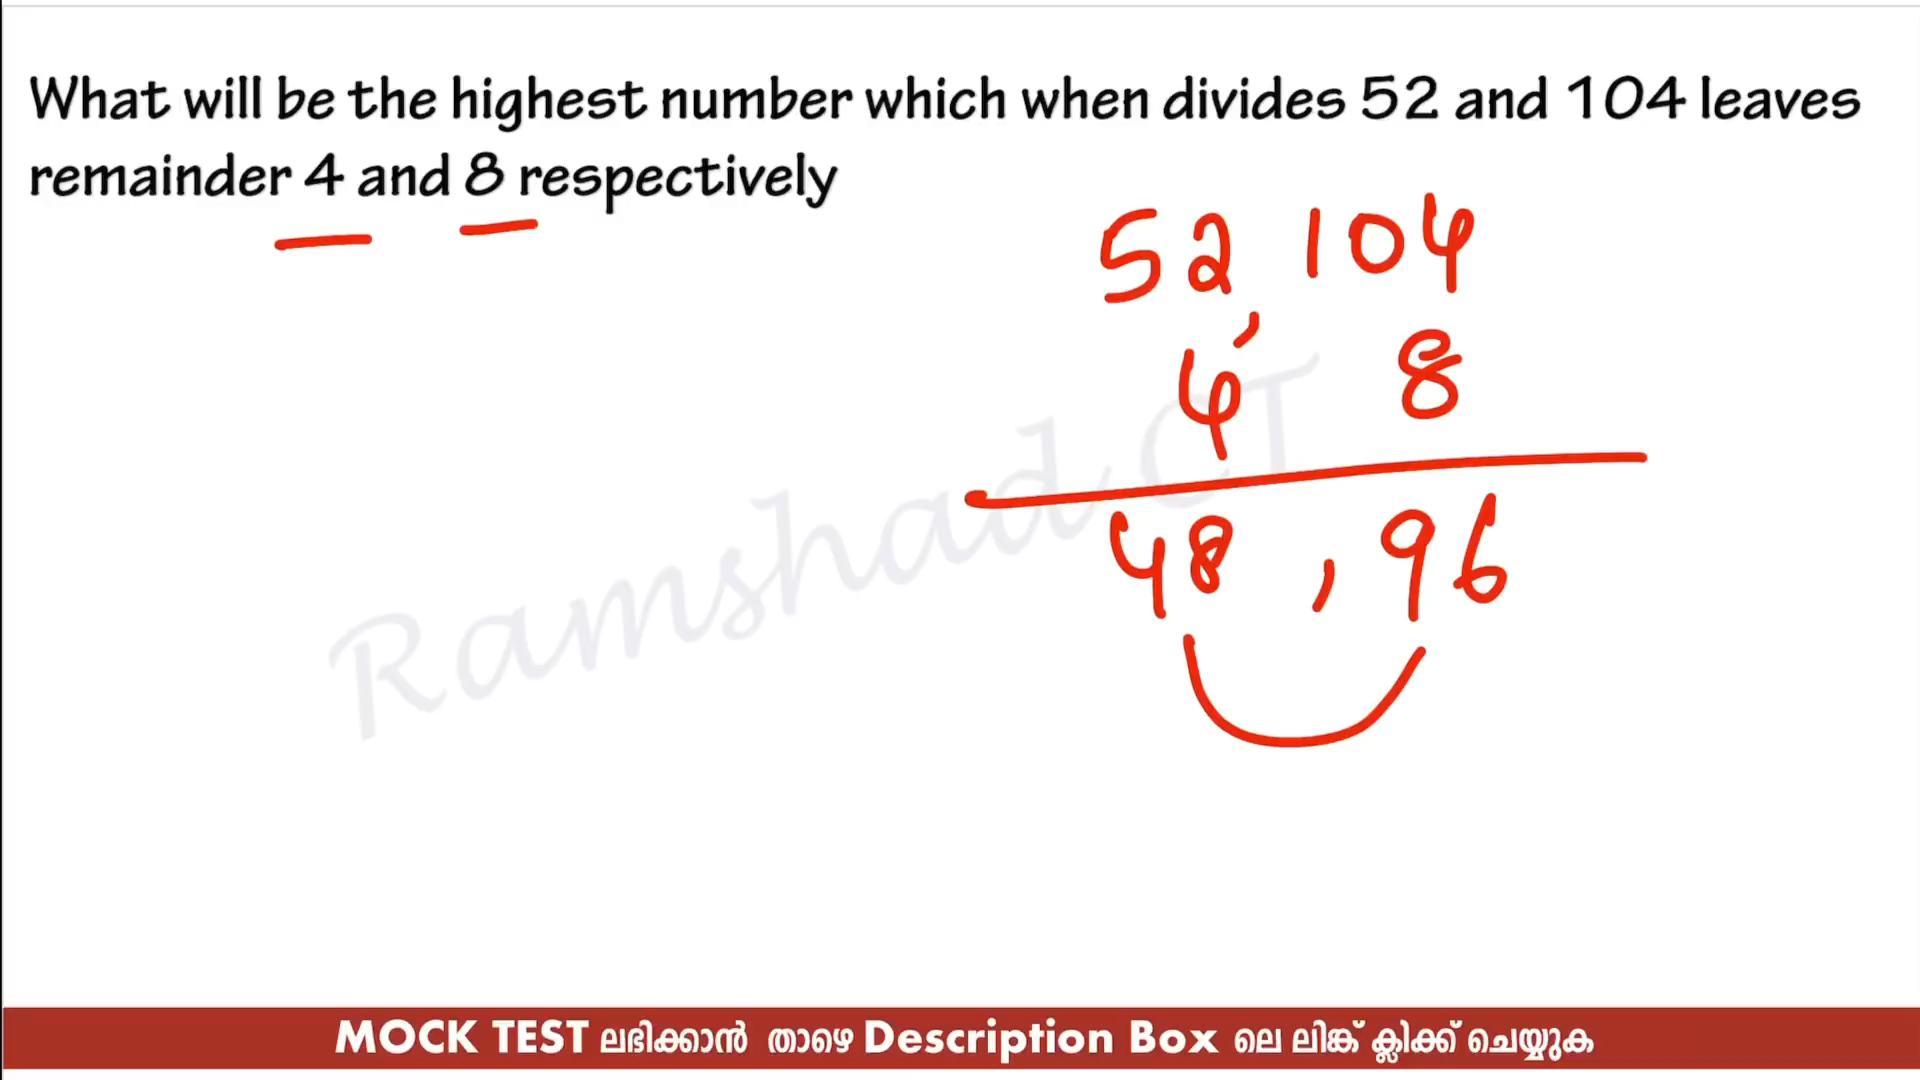 What will be the highest number which when divides 52 and 104 leaves
remainder 4 and 8 respectively
52, 104
4 8
48 , 96
Ramshad CT
MOCK TEST ലഭിക്കാൻ താഴെ Description Box ലെ ലിങ്ക് ക്ലിക്ക് ചെയ്യുക